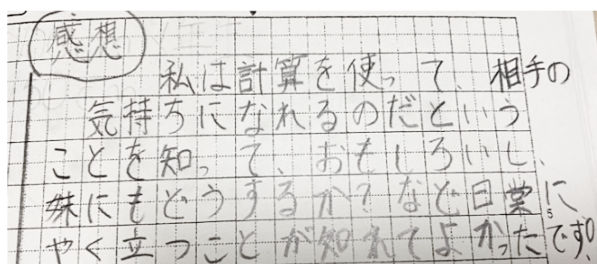 感想
私は計算を使って、相手の
気持ちになれるのだという
ことを知って、おもしろいし、
妹にもどうするか?など日常に
やく立つことが知れてよかったです。